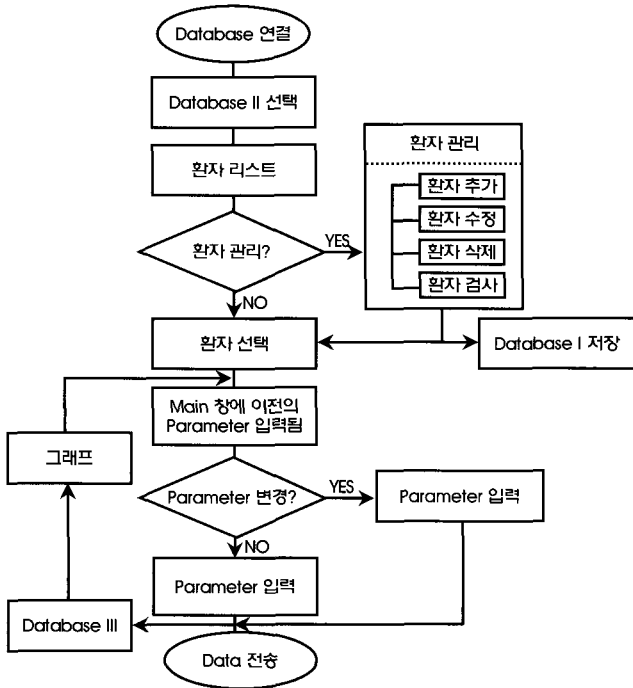 Database 연결
Database II 선택
환자 리스트
환자 관리?
YES
NO
환자 관리
환자 추가
환자 수정
환자 삭제
환자 검사
환자 선택
Database I 저장
Main 창에 이전의
Parameter 입력됨
그래프
Parameter 변경?
YES
Parameter 입력
NO
Parameter 입력
Database III
Data 전송